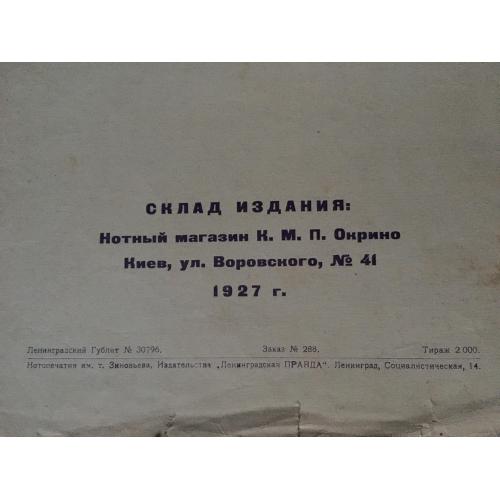 СКЛАД ИЗДАНИЯ:
Нотный магазин К. М. П. Окрино
Киев, ул. Воровского, № 41
1927 г.
Ленинградский Гублит № 30796. Заказ № 288. Тираж 2.000.
Нотопечатня им. т. Зиновьева, Издательства „Ленинградская ПРАВДА“. Ленинград, Социалистическая, 14.